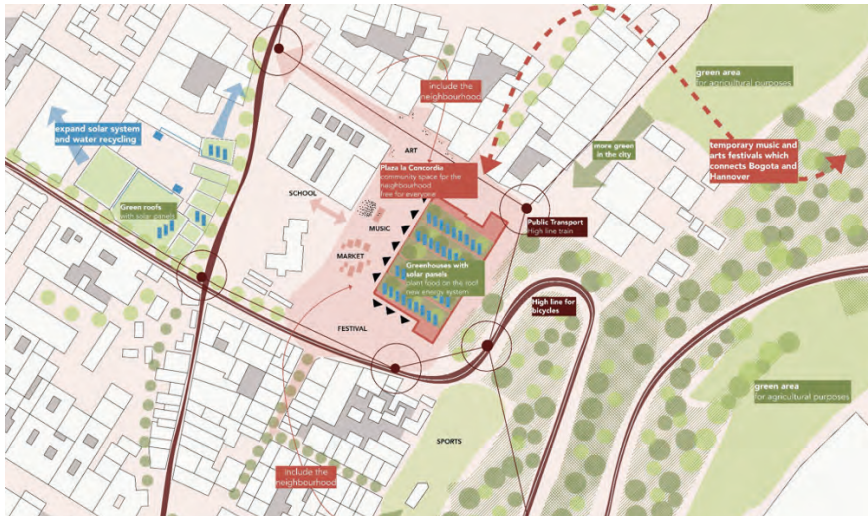 green area
for agricultural purposes
include the
neighbourhood
expand solar system
and water recycling
ART
more green
in the city
temporary music and
arts festivals which
connects Bogota and
Hannover
Plaza la Concordia
community space for the
neighbourhood
free for everyone
SCHOOL
Green roofs
with solar panels
MUSIC
Public Transport
High line train
MARKET
Greenhouses with
solar panels
plant food on the roof
new energy system
High line for
bicycles
FESTIVAL
green area
for agricultural purposes
SPORTS
include the
neighbourhood